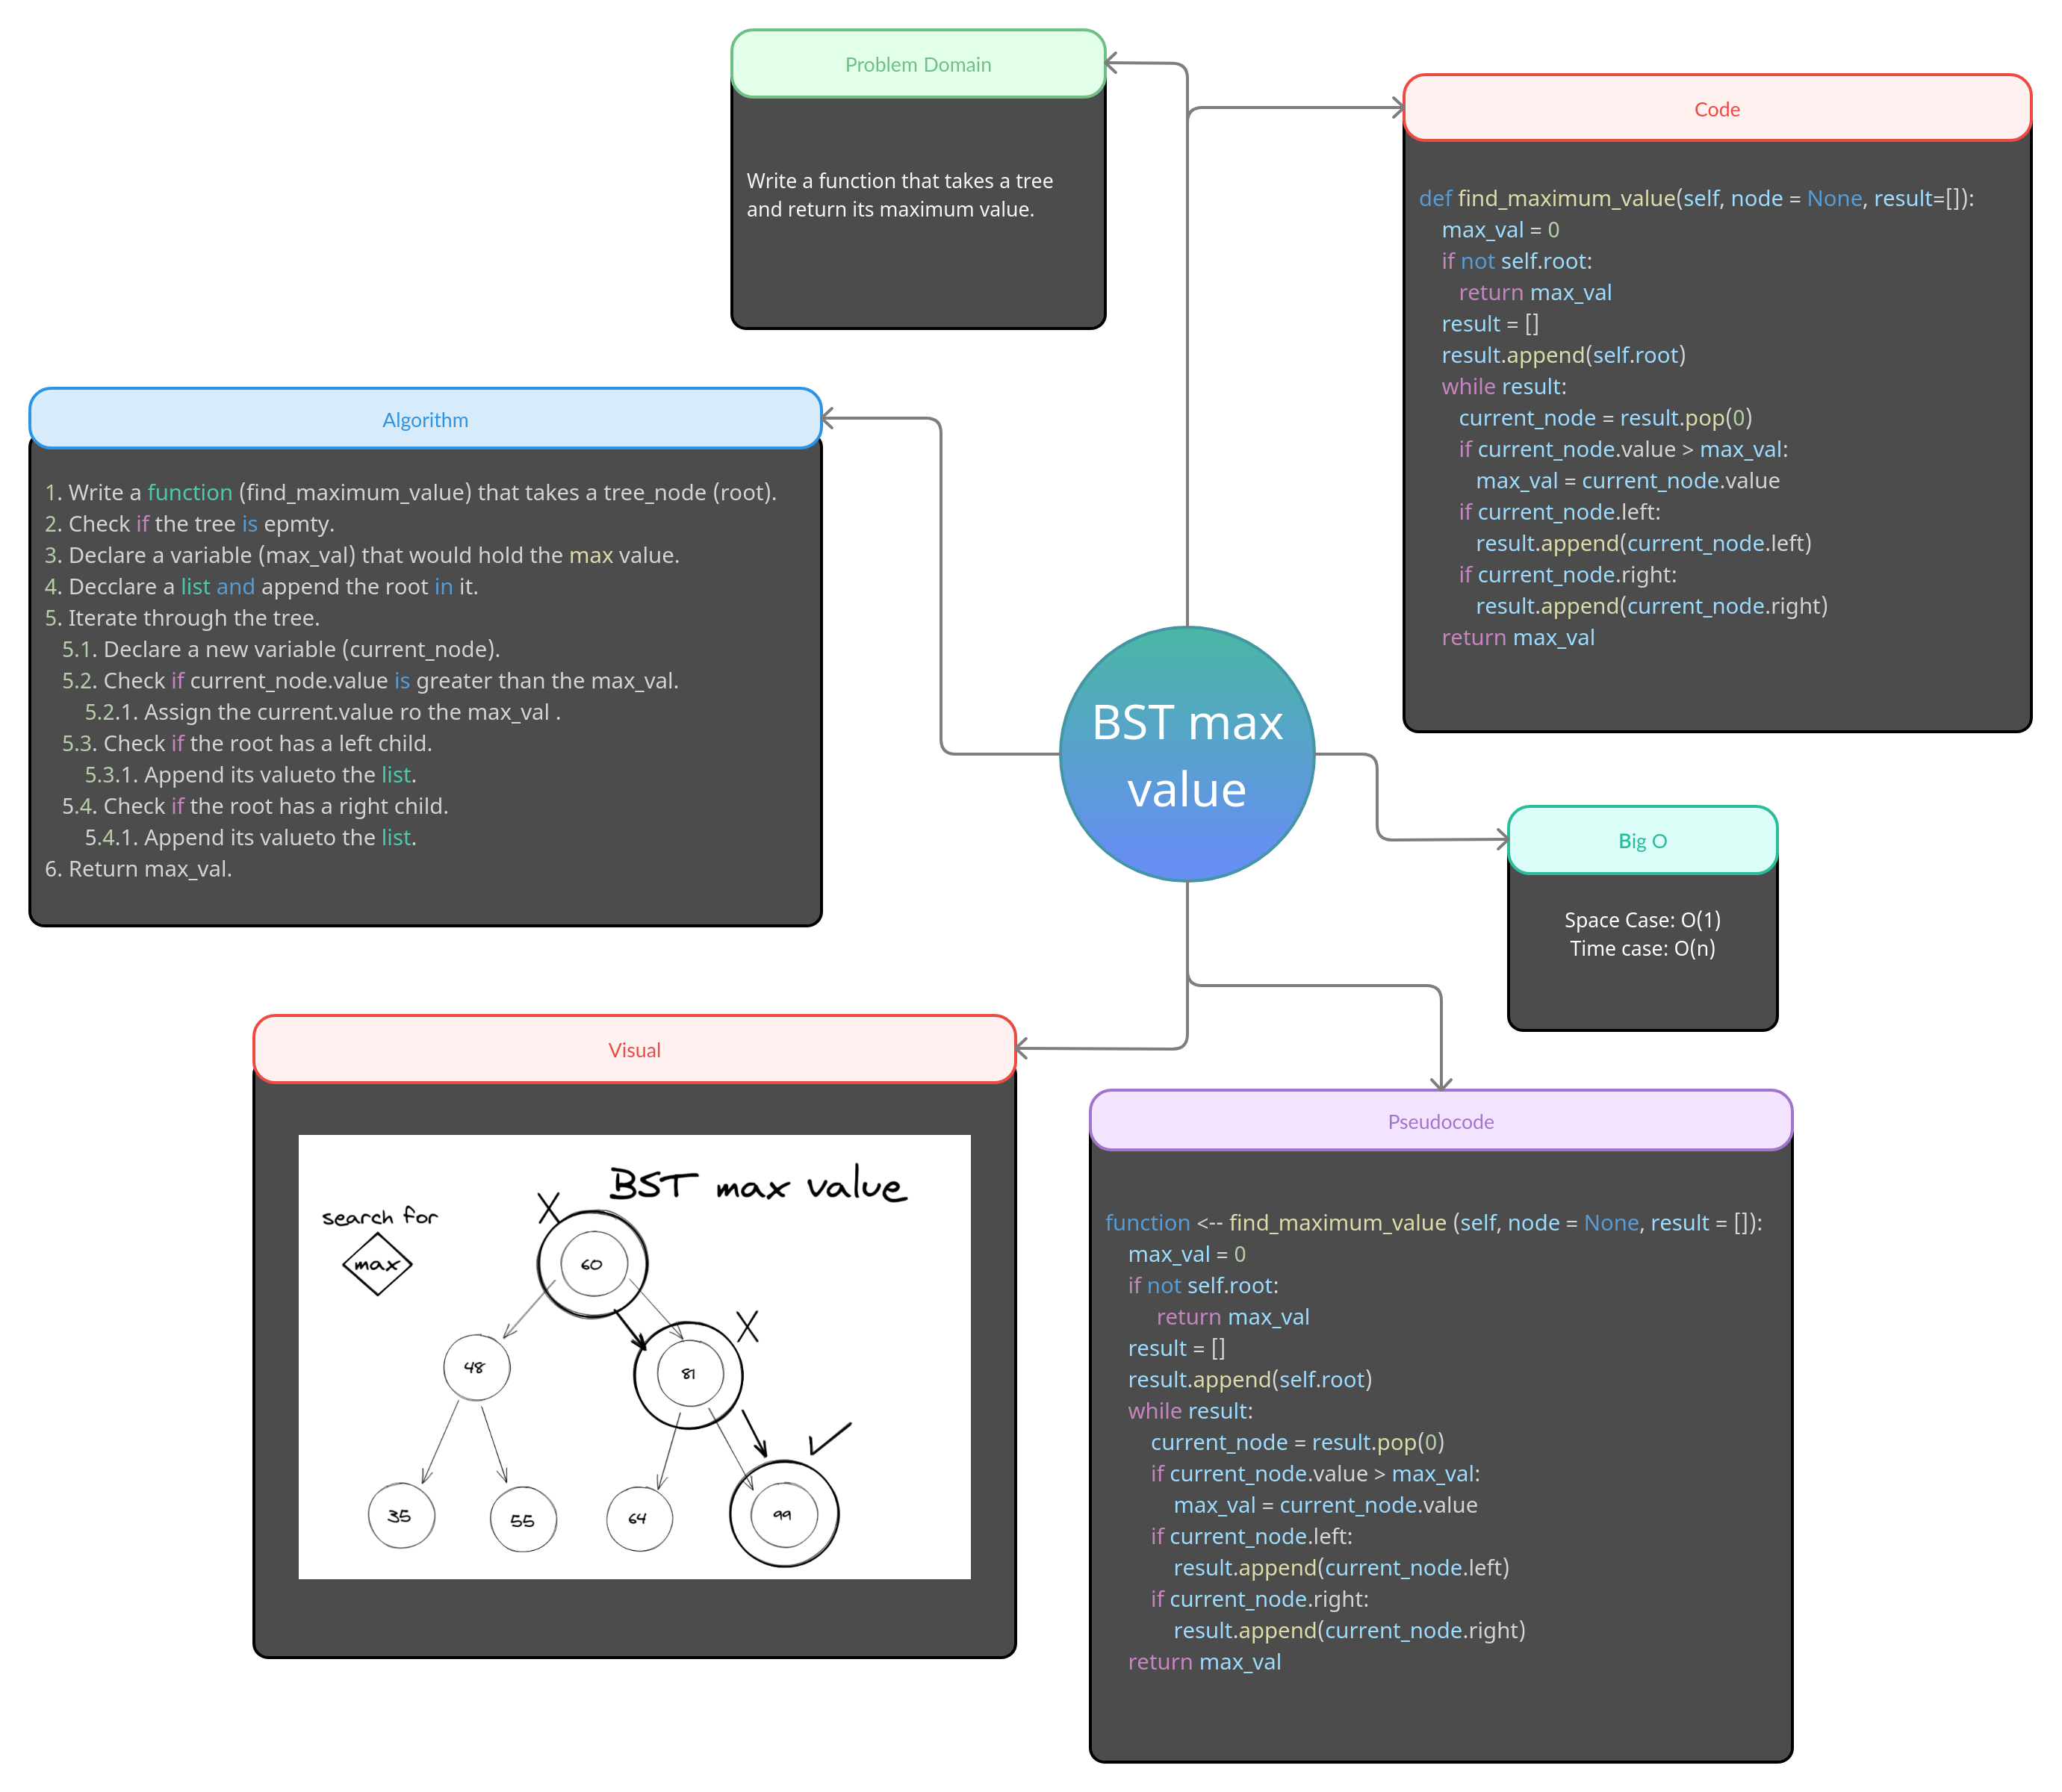 Problem Domain
Write a function that takes a tree
and return its maximum value.
Code
def find_maximum_value(self, node = None, result=[]):
max_val = 0
if not self.root:
return max_val
result = []
result.append(self.root)
while result:
current_node = result.pop(0)
if current_node.value > max_val:
max_val = current_node.value
if current_node.left:
result.append(current_node.left)
if current_node.right:
result.append(current_node.right)
return max_val
Algorithm
1. Write a function (find_maximum_value) that takes a tree_node (root).
2. Check if the tree is epmty.
3. Declare a variable (max_val) that would hold the max value.
4. Decclare a list and append the root in it.
5. Iterate through the tree.
5.1. Declare a new variable (current_node).
5.2. Check if current_node.value is greater than the max_val.
5.2.1. Assign the current.value ro the max_val .
5.3. Check if the root has a left child.
5.3.1. Append its valueto the list.
5.4. Check if the root has a right child.
5.4.1. Append its valueto the list.
6. Return max_val.
BST max
value
Big O
Space Case: O(1)
Time case: O(n)
Visual
BST max value
search for
max
X
60
X
48
81
35
55
64
99
Pseudocode
function <-- find_maximum_value (self, node = None, result = []):
max_val = 0
if not self.root:
return max_val
result = []
result.append(self.root)
while result:
current_node = result.pop(0)
if current_node.value > max_val:
max_val = current_node.value
if current_node.left:
result.append(current_node.left)
if current_node.right:
result.append(current_node.right)
return max_val